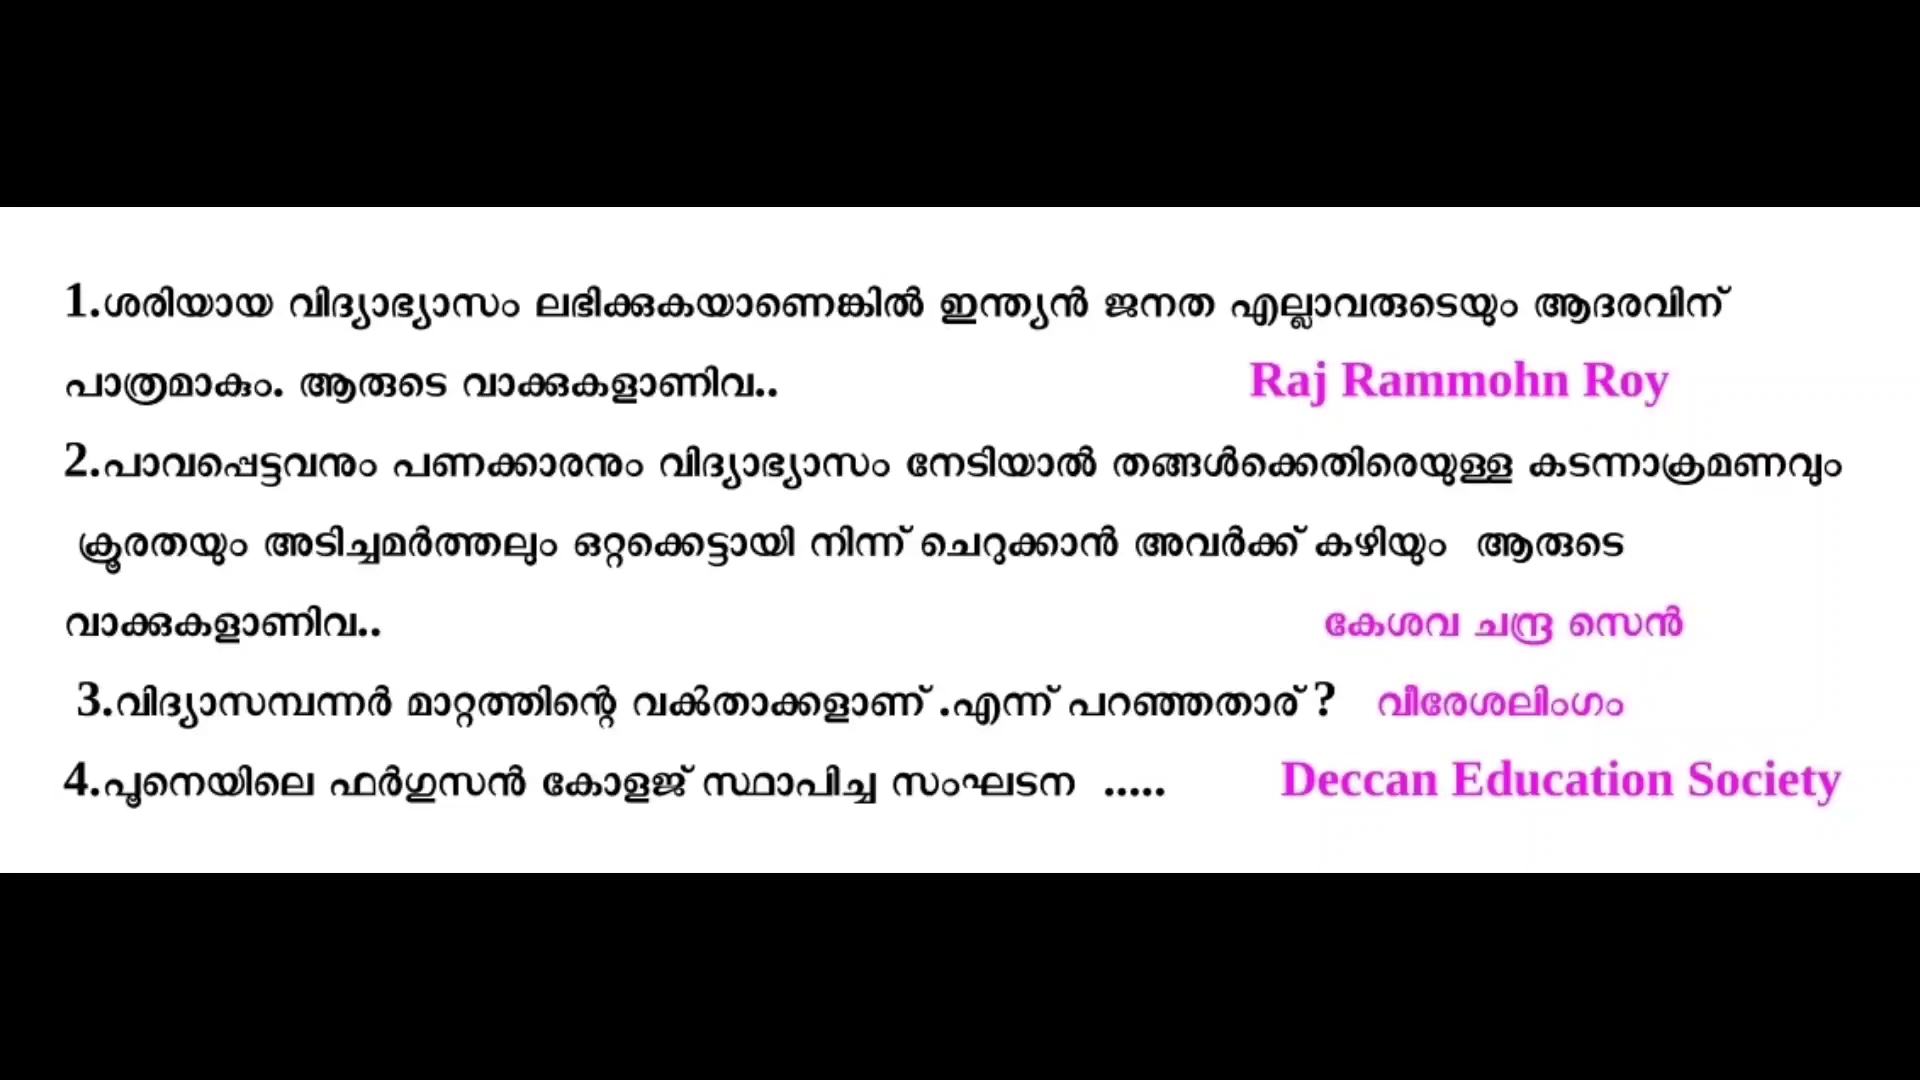 1.ശരിയായ വിദ്യാഭ്യാസം ലഭിക്കുകയാണെങ്കിൽ ഇന്ത്യൻ ജനത എല്ലാവരുടെയും ആദരവിന്
പാത്രമാകും. ആരുടെ വാക്കുകളാണിവ.. Raj Rammohn Roy
2.പാവപ്പെട്ടവനും പണക്കാരനും വിദ്യാഭ്യാസം നേടിയാൽ തങ്ങൾക്കെതിരെയുള്ള കടന്നാക്രമണവും
ക്രൂരതയും അടിച്ചമർത്തലും ഒറ്റക്കെട്ടായി നിന്ന് ചെറുക്കാൻ അവർക്ക് കഴിയും ആരുടെ
വാക്കുകളാണിവ.. കേശവ ചന്ദ്ര സെൻ
3.വിദ്യാസമ്പന്നർ മാറ്റത്തിന്റെ വക്‌താക്കളാണ് .എന്ന് പറഞ്ഞതാര് ? വീരേശലിംഗം
4.പൂനെയിലെ ഫർഗുസൻ കോളജ് സ്ഥാപിച്ച സംഘടന ..... Deccan Education Society